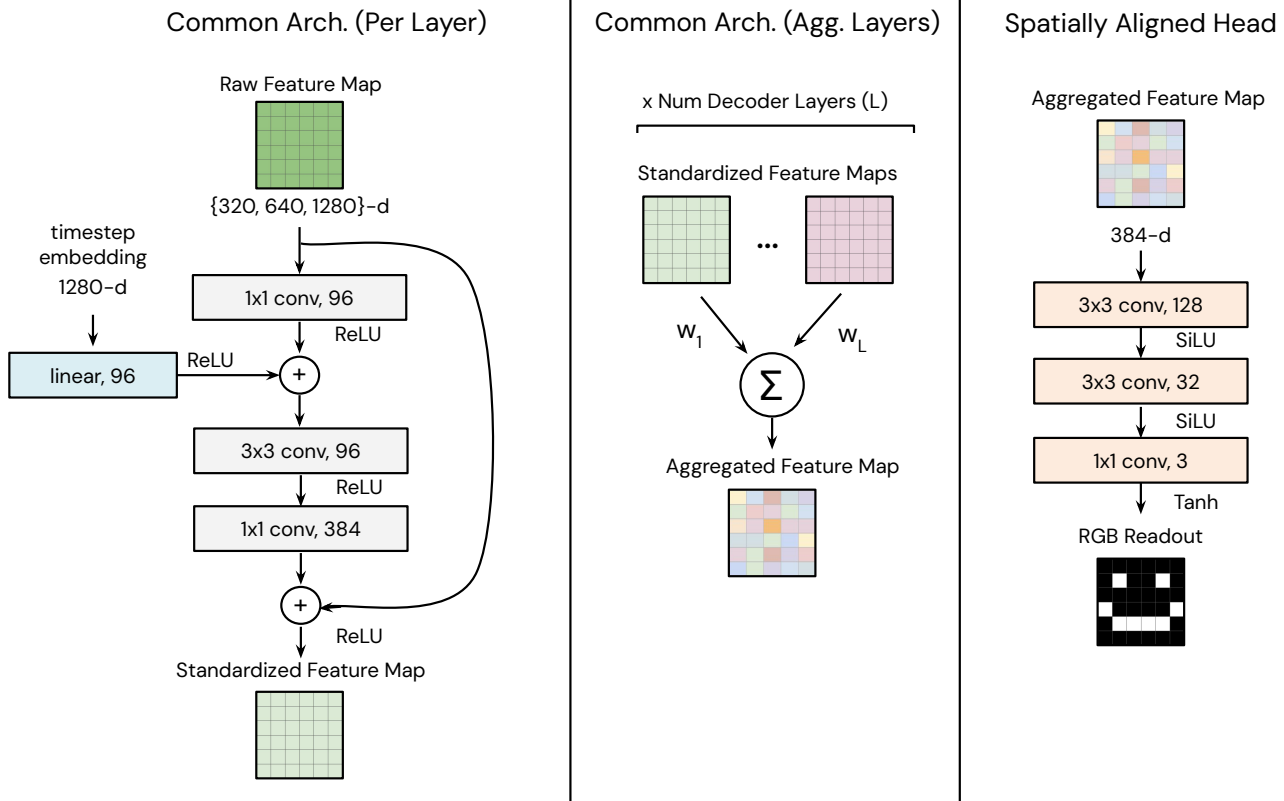 Common Arch. (Per Layer)
Raw Feature Map
{320, 640, 1280}-d
timestep
embedding
1280-d
1x1 conv, 96
ReLU
linear, 96
ReLU
+
3x3 conv, 96
ReLU
1x1 conv, 384
+
ReLU
Standardized Feature Map
Common Arch. (Agg. Layers)
x Num Decoder Layers (L)
Standardized Feature Maps
...
w₁
w_L
Σ
Aggregated Feature Map
Spatially Aligned Head
Aggregated Feature Map
384-d
3x3 conv, 128
SiLU
3x3 conv, 32
SiLU
1x1 conv, 3
Tanh
RGB Readout